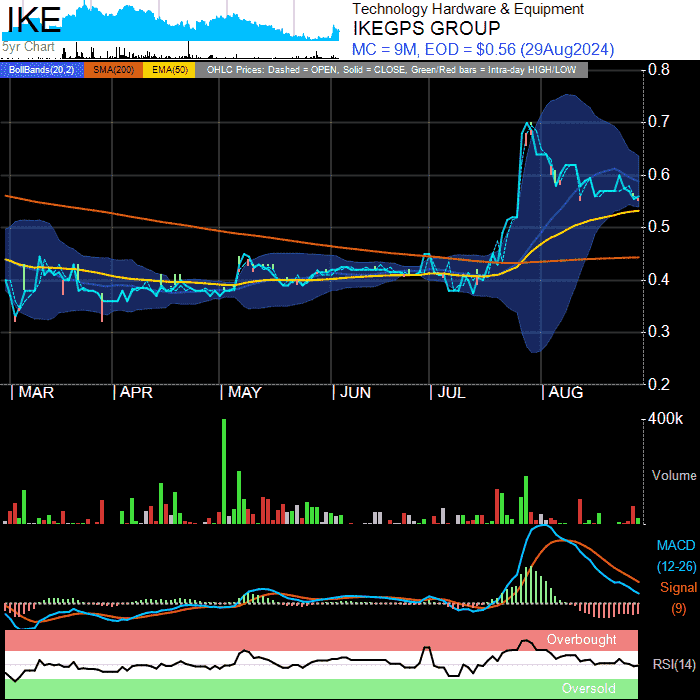 IKE
5yr Chart
Technology Hardware & Equipment
IKEGPS GROUP
MC = 9M, EOD = $0.56 (29Aug2024)
BollBands(20,2) SMA(200) EMA(50) OHLC Prices: Dashed = OPEN, Solid = CLOSE, Green/Red bars = Intra-day HIGH/LOW
0.8
0.7
0.6
0.5
0.4
0.3
0.2
MAR APR MAY JUN JUL AUG
400k
Volume
MACD
(12-26)
Signal
(9)
Overbought
RSI(14)
Oversold